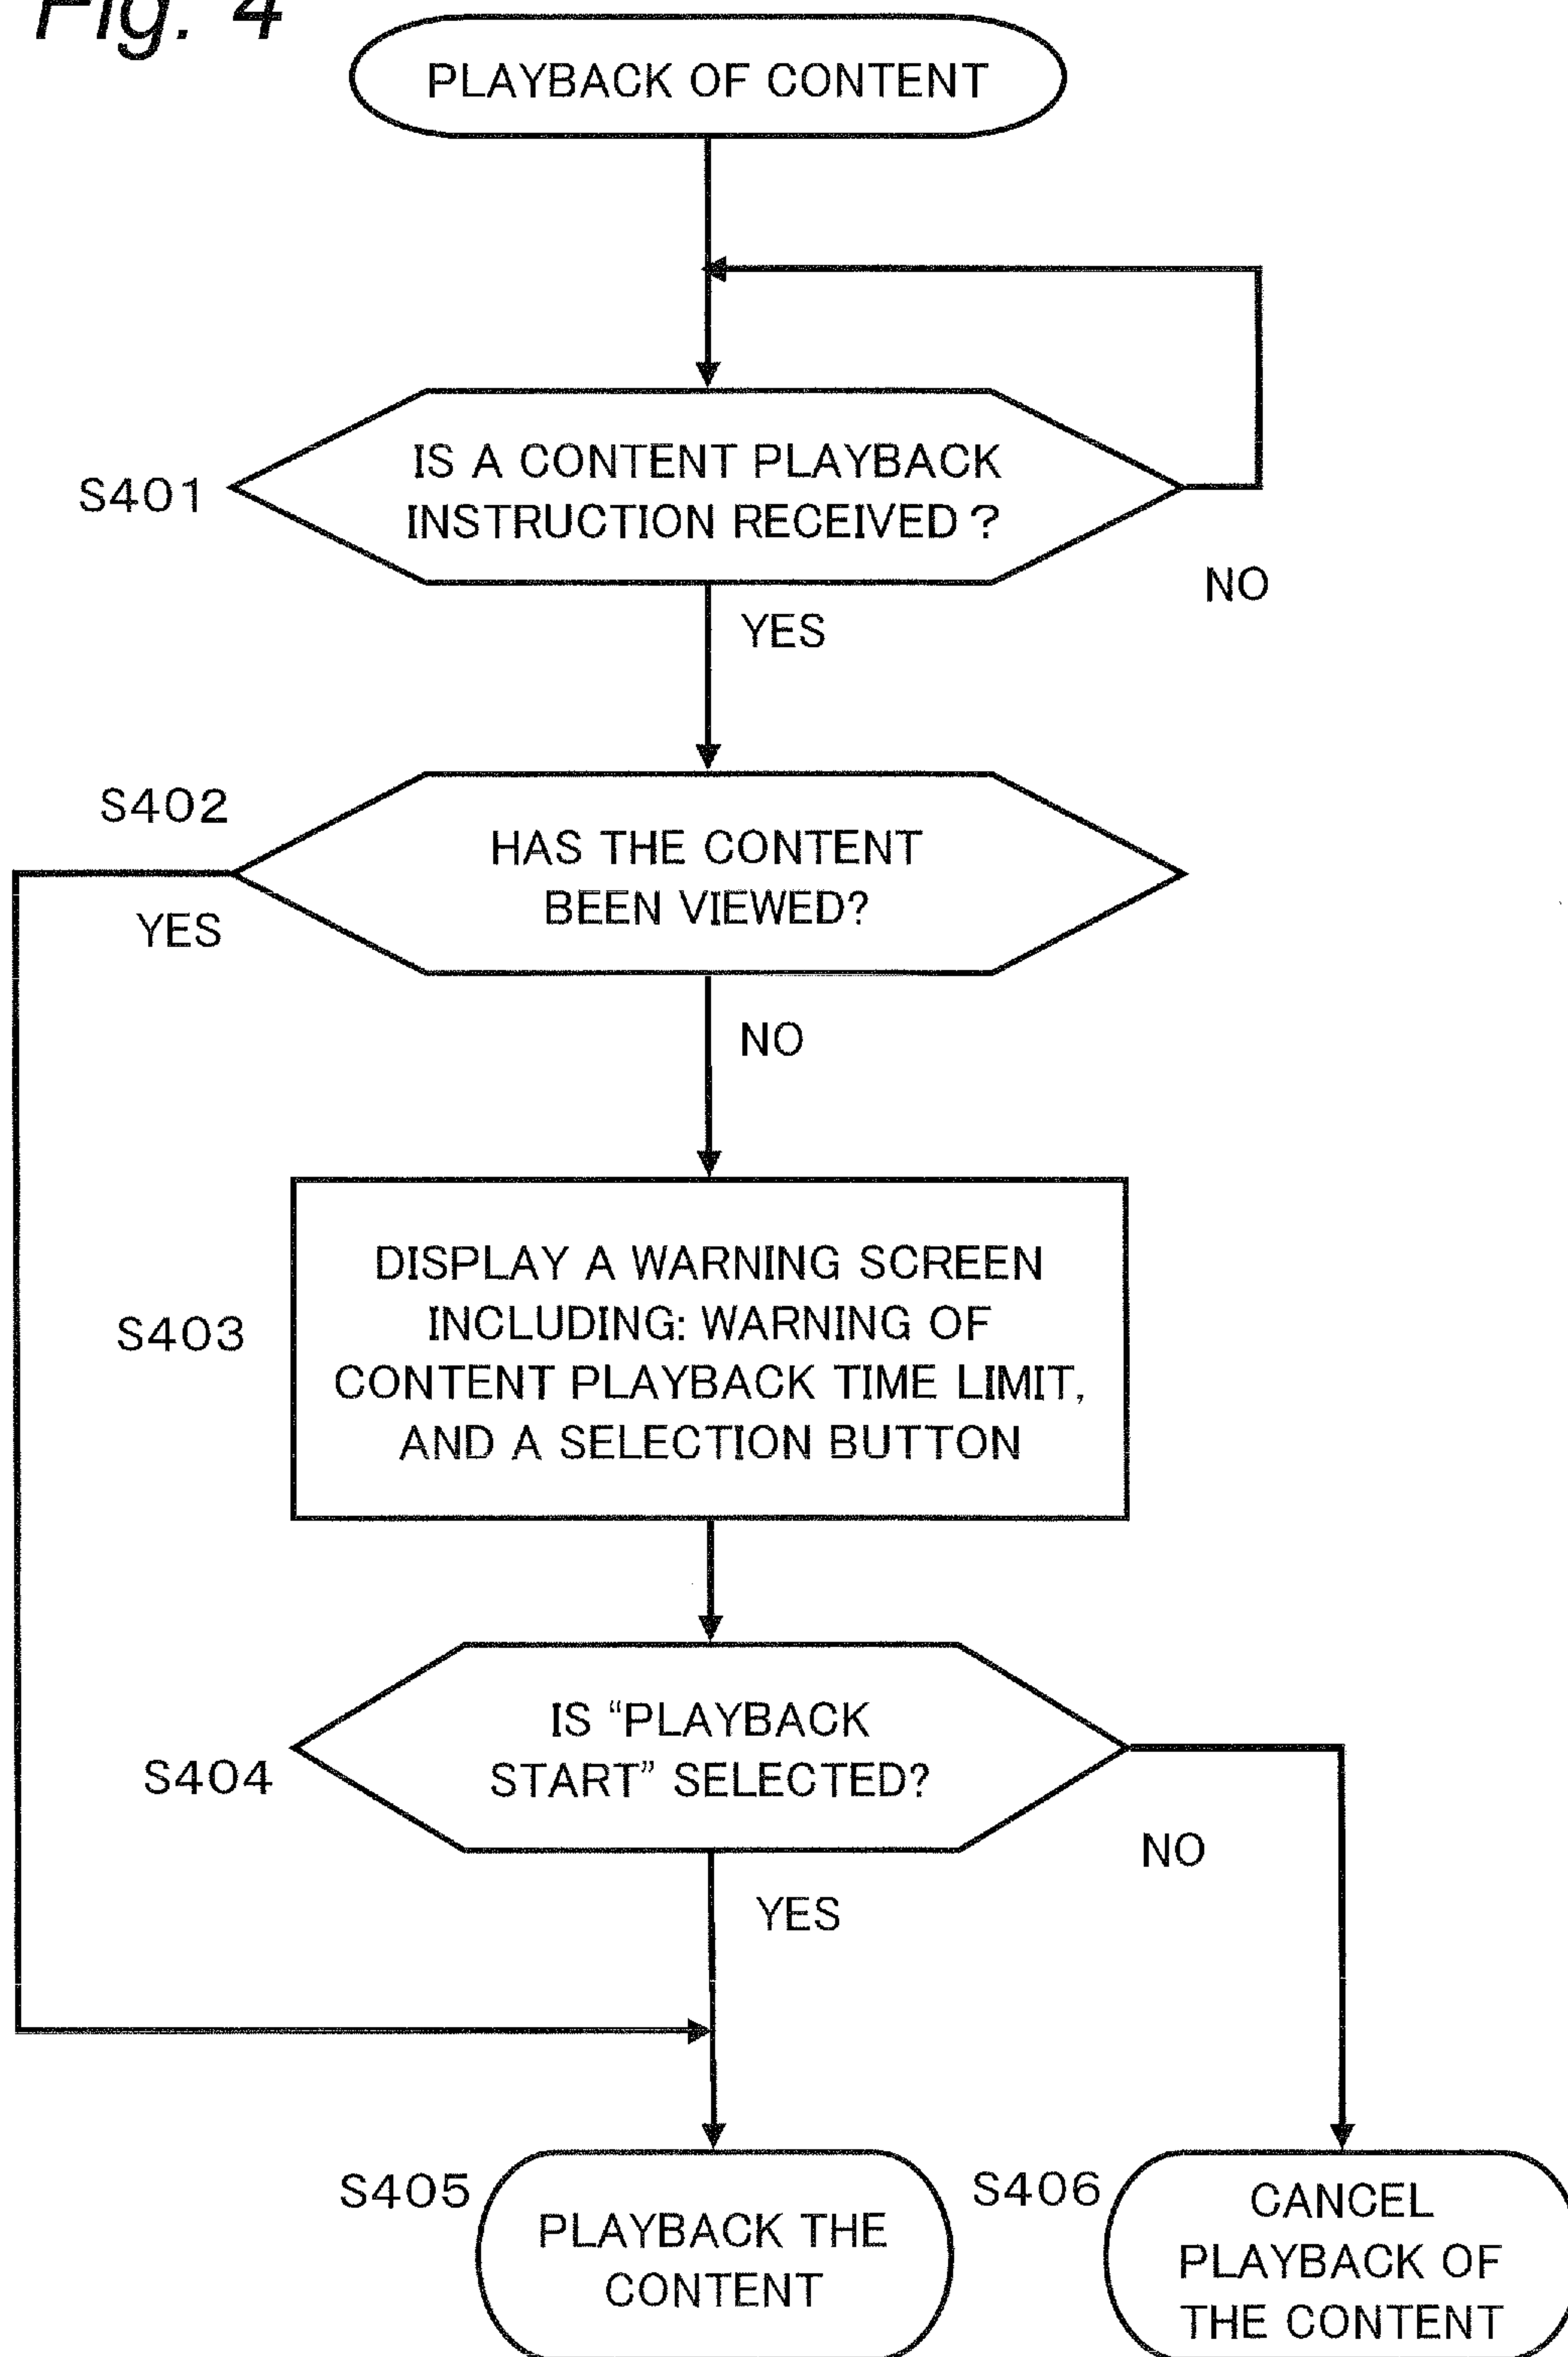 Fig. 4
PLAYBACK OF CONTENT
S401
IS A CONTENT PLAYBACK
INSTRUCTION RECEIVED ?
NO
YES
S402
HAS THE CONTENT
BEEN VIEWED?
YES
NO
S403
DISPLAY A WARNING SCREEN
INCLUDING: WARNING OF
CONTENT PLAYBACK TIME LIMIT,
AND A SELECTION BUTTON
S404
IS “PLAYBACK
START” SELECTED?
NO
YES
S405
PLAYBACK THE
CONTENT
S406
CANCEL
PLAYBACK OF
THE CONTENT